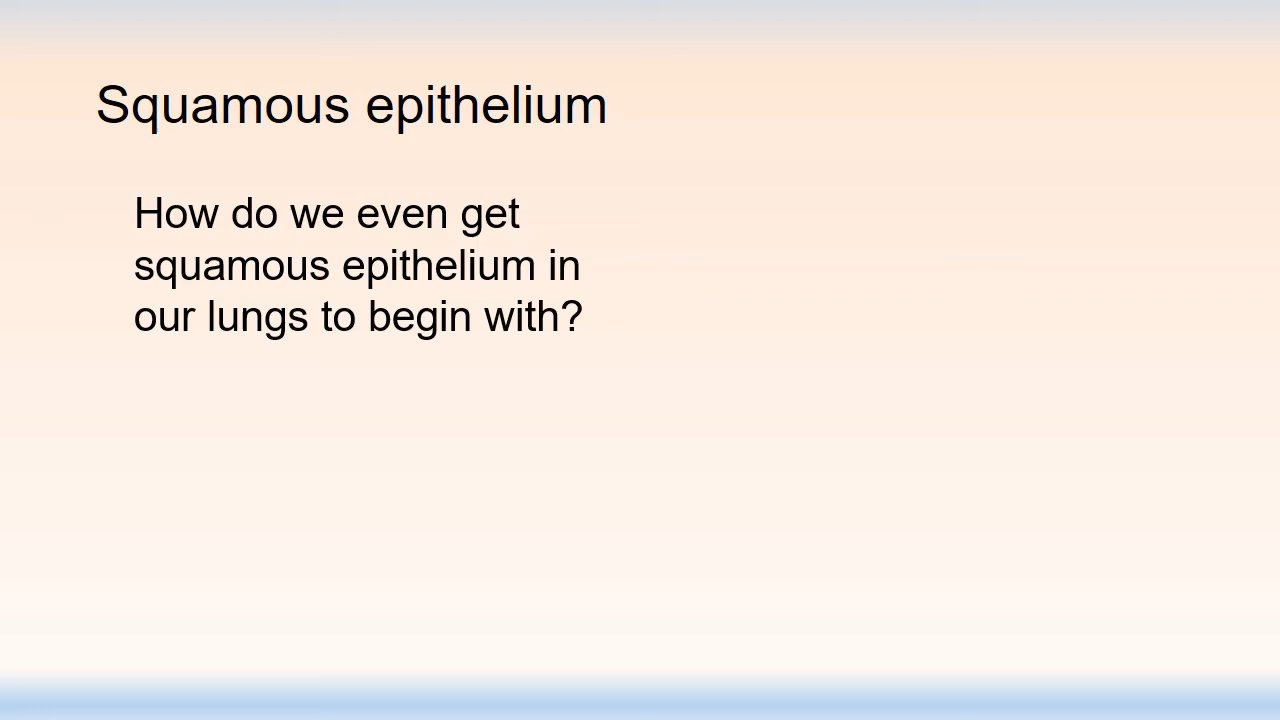 Squamous epithelium
How do we even get
squamous epithelium in
our lungs to begin with?